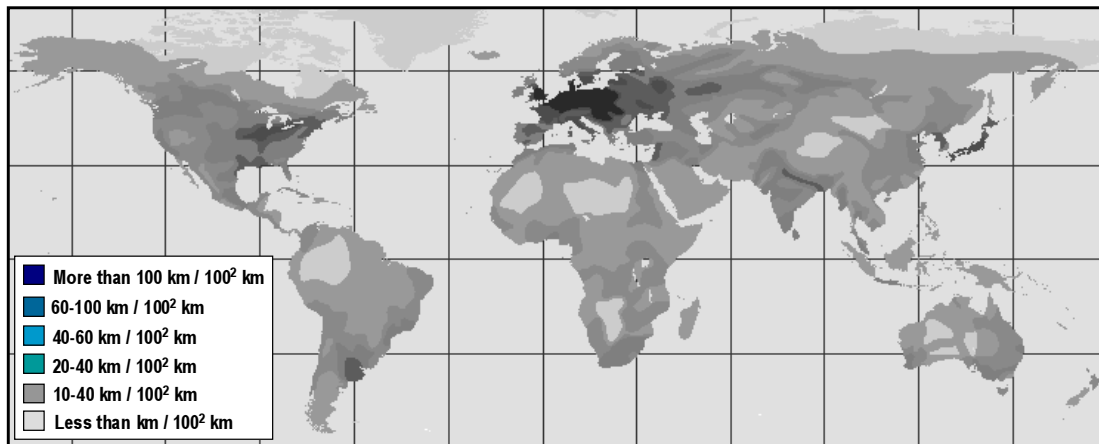 More than 100 km / 100² km
60-100 km / 100² km
40-60 km / 100² km
20-40 km / 100² km
10-40 km / 100² km
Less than km / 100² km